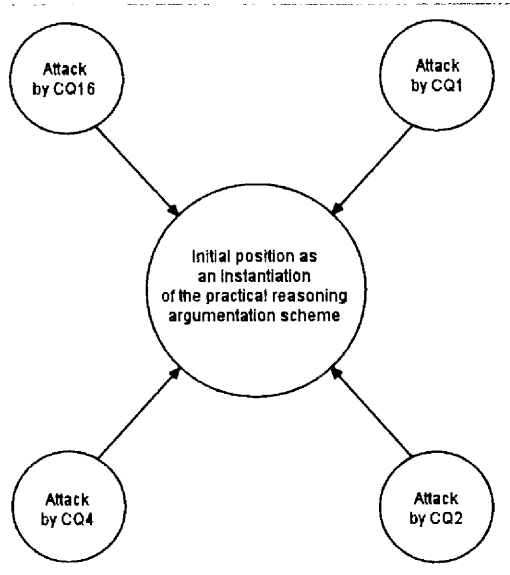 Attack
by CQ16
Attack
by CQ1
Initial position as
an instantiation
of the practical reasoning
argumentation scheme
Attack
by CQ4
Attack
by CQ2